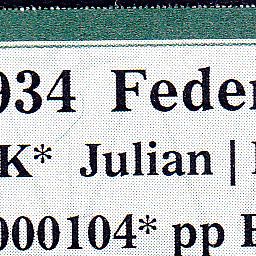 934 Feder
K* Julian |
000104* pp